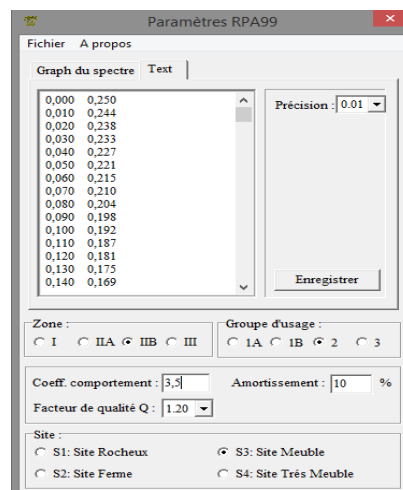 Paramètres RPA99
Fichier A propos
Graph du spectre Text
0,000 0,250
0,010 0,244
0,020 0,238
0,030 0,233
0,040 0,227
0,050 0,221
0,060 0,215
0,070 0,210
0,080 0,204
0,090 0,198
0,100 0,192
0,110 0,187
0,120 0,181
0,130 0,175
0,140 0,169
Précision : 0.01
Enregistrer
Zone :
I IIA IIB III
Groupe d'usage :
1A 1B 2 3
Coeff. comportement : 3,5 Amortissement : 10 %
Facteur de qualité Q : 1.20
Site :
S1: Site Rocheux S3: Site Meuble
S2: Site Ferme S4: Site Trés Meuble